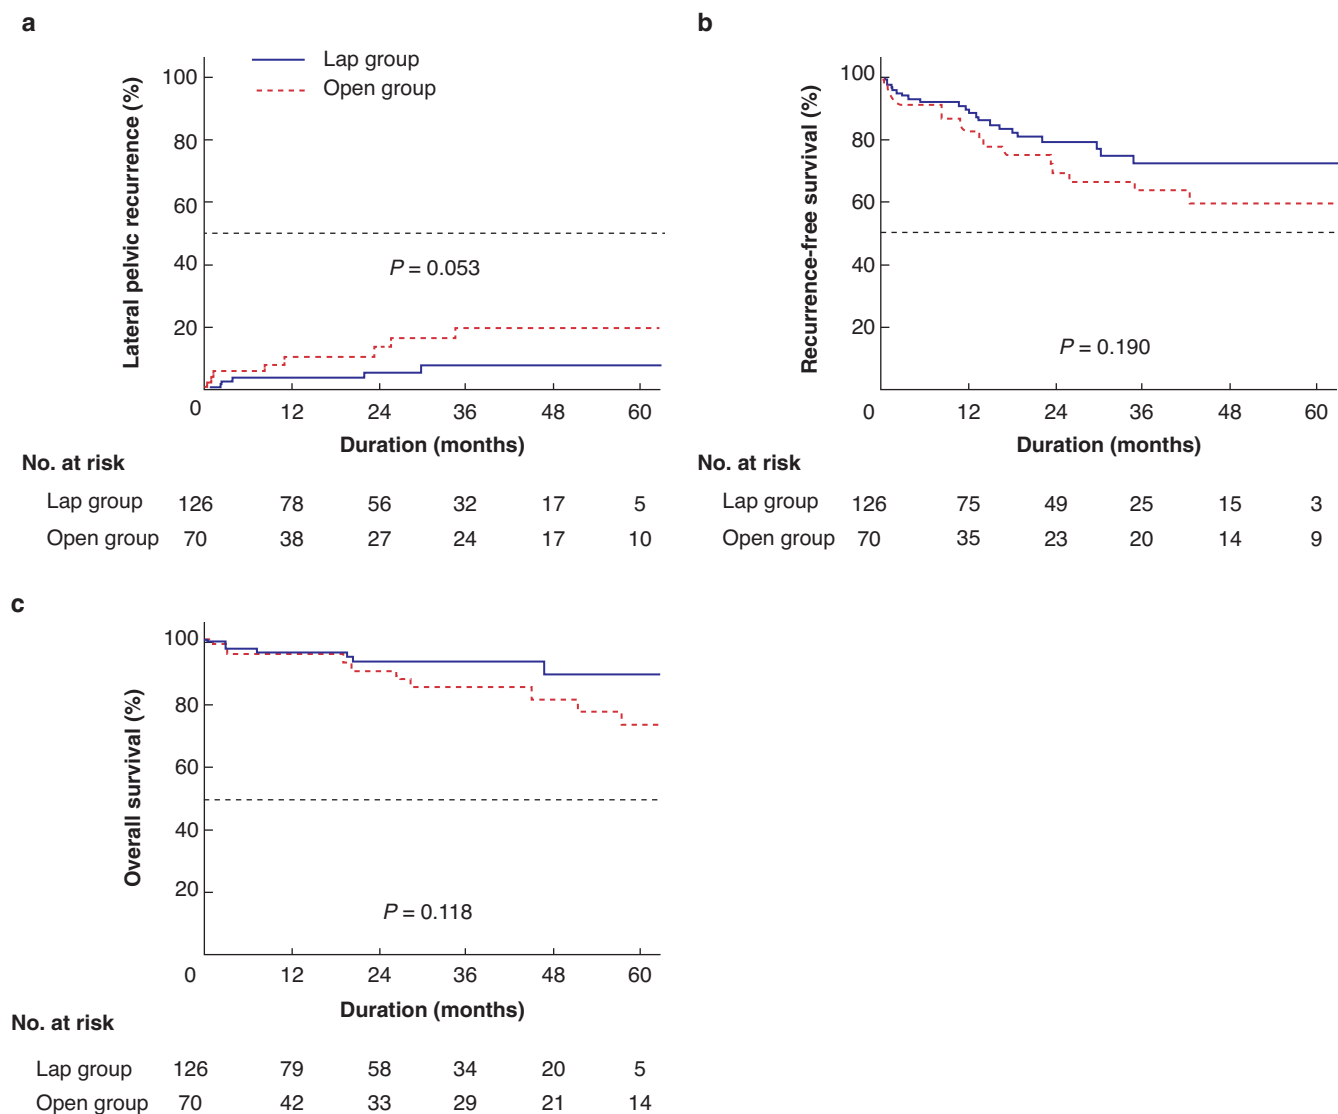 a
Lap group
Open group
Lateral pelvic recurrence (%)
100
80
60
40
20
0
P = 0.053
12 24 36 48 60
Duration (months)
No. at risk
Lap group 126 78 56 32 17 5
Open group 70 38 27 24 17 10
b
Recurrence-free survival (%)
100
80
60
40
20
0
P = 0.190
12 24 36 48 60
Duration (months)
No. at risk
Lap group 126 75 49 25 15 3
Open group 70 35 23 20 14 9
c
Overall survival (%)
100
80
60
40
20
0
P = 0.118
12 24 36 48 60
Duration (months)
No. at risk
Lap group 126 79 58 34 20 5
Open group 70 42 33 29 21 14